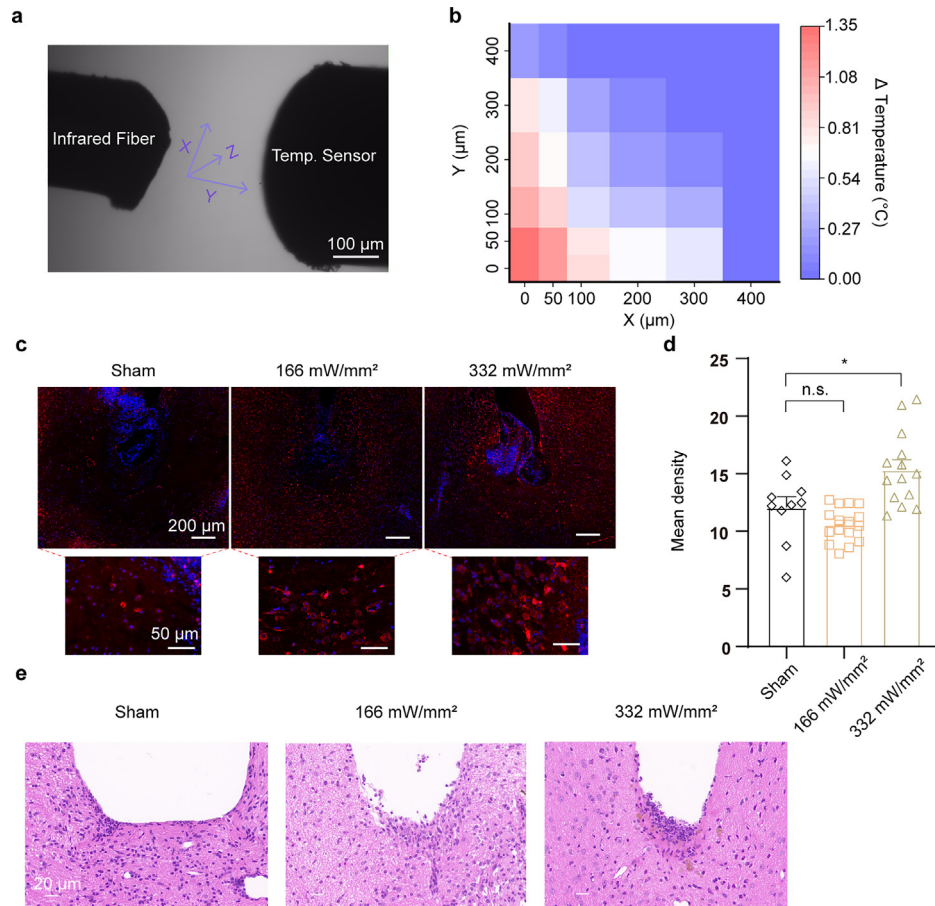 a
Infrared Fiber
X
Z
Y
Temp. Sensor
100 µm
b
Y (µm)
400
300
200
100
50
0
0 50 100 200 300 400
X (µm)
1.35
1.08
0.81
0.54
0.27
0.00
Δ Temperature (°C)
c
Sham 166 mW/mm² 332 mW/mm²
200 µm
50 µm
d
Mean density
25
20
15
10
5
0
*
n.s.
Sham
166 mW/mm²
332 mW/mm²
e
Sham 166 mW/mm² 332 mW/mm²
20 µm